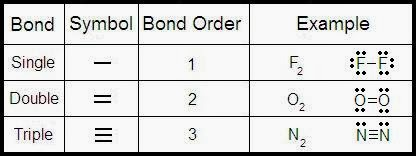 Bond Symbol Bond Order Example
Single — 1 F₂ F–F
Double = 2 O₂ O=O
Triple ≡ 3 N₂ N≡N